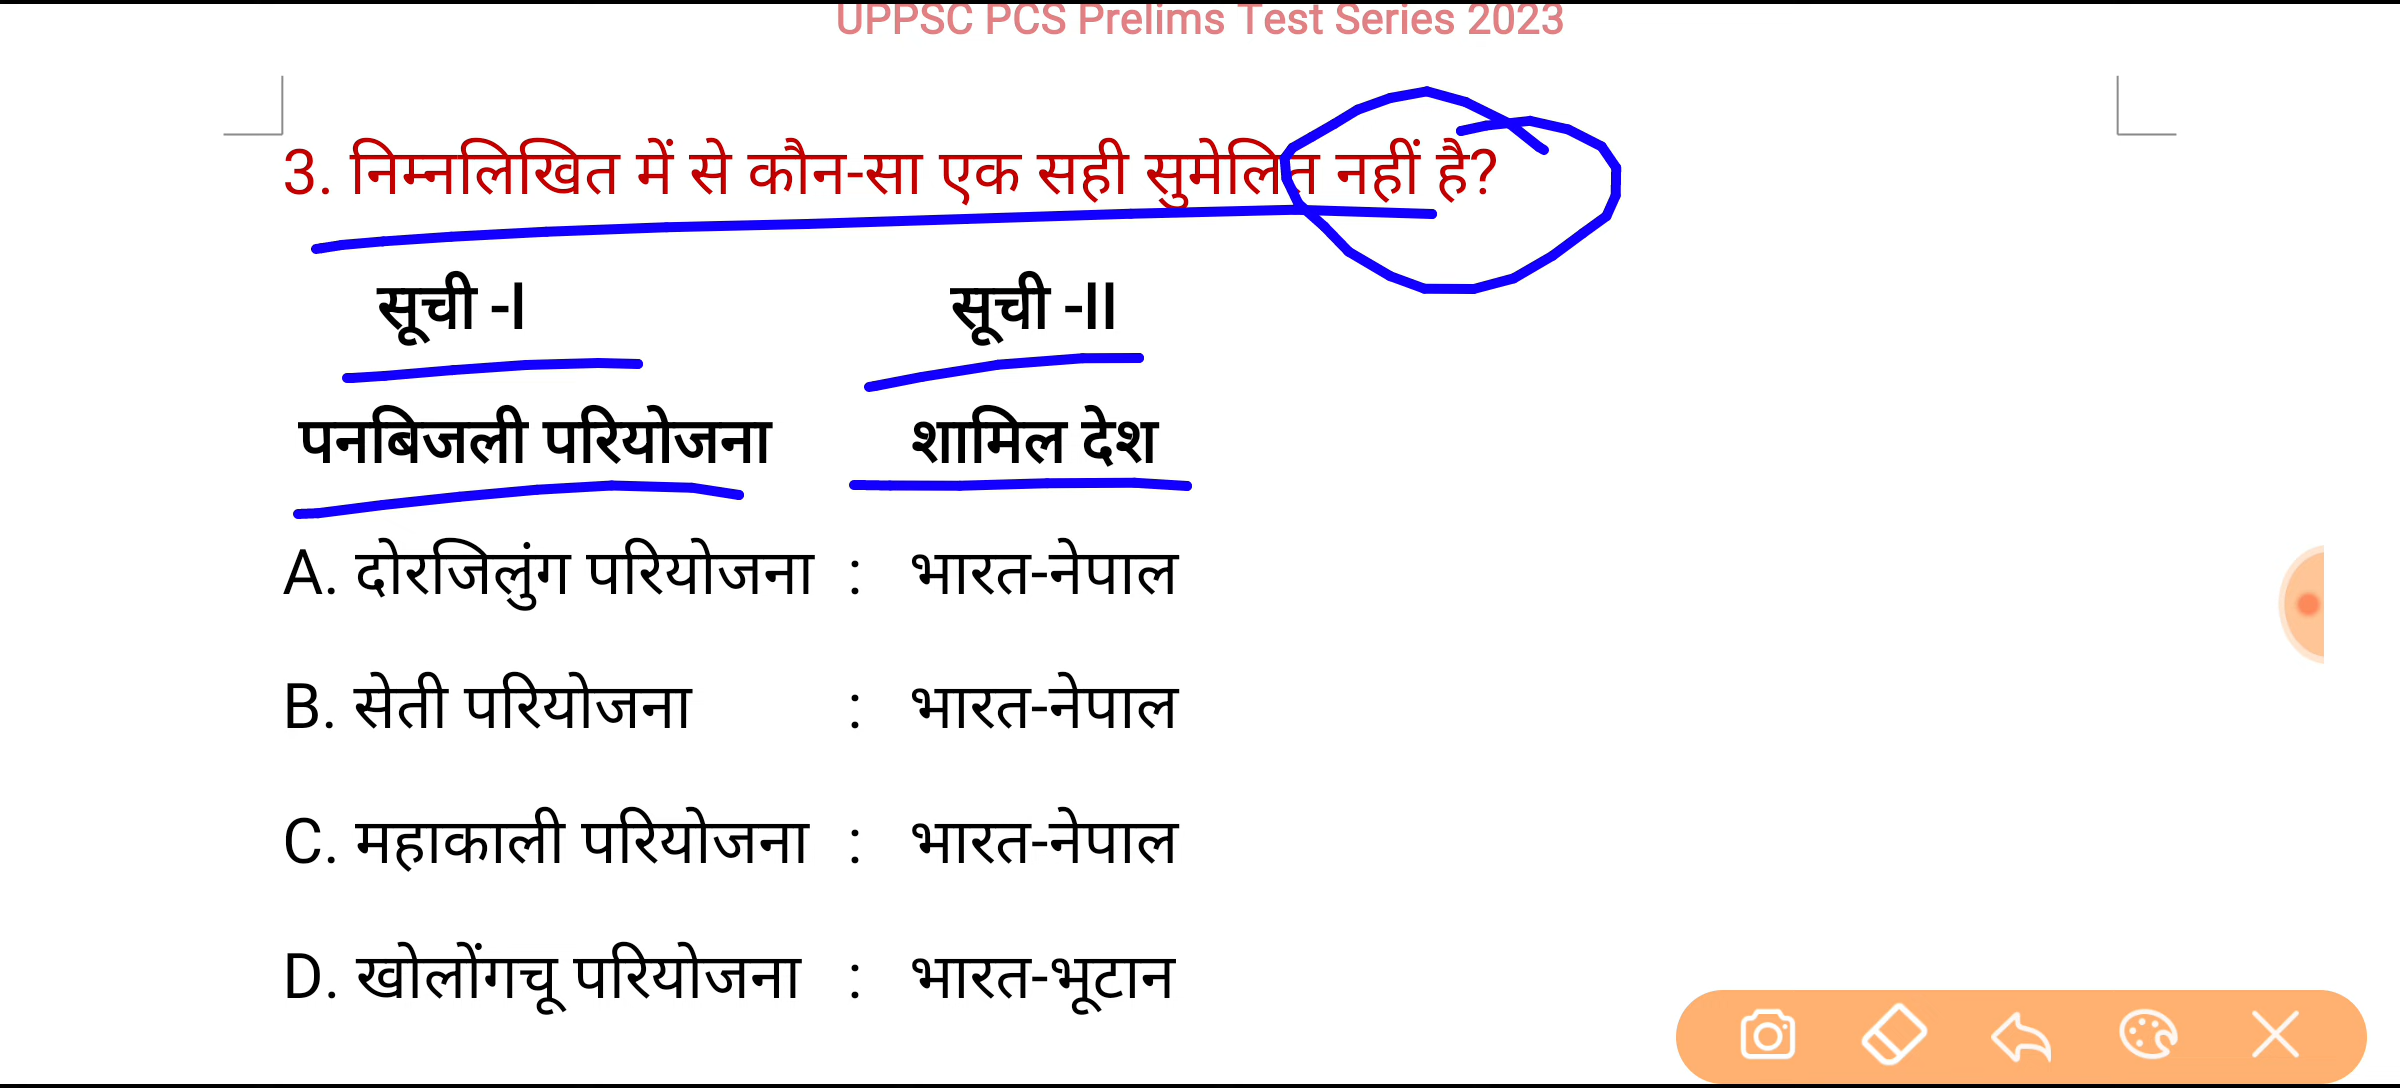 UPPSC PCS Prelims Test Series 2023
3. निम्नलिखित में से कौन-सा एक सही सुमेलित नहीं है?
सूची -I सूची -II
पनबिजली परियोजना शामिल देश
A. दोरजिलुंग परियोजना : भारत-नेपाल
B. सेती परियोजना : भारत-नेपाल
C. महाकाली परियोजना : भारत-नेपाल
D. खोलोंगचू परियोजना : भारत-भूटान